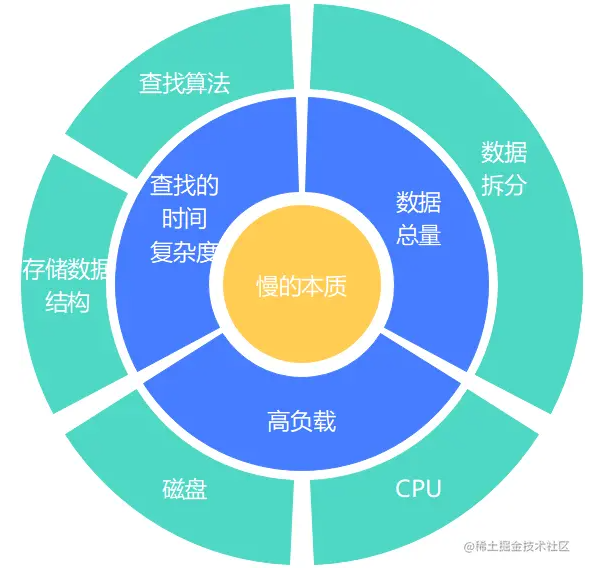 查找算法
数据
拆分
查找的
时间
复杂度
数据
总量
存储数据
结构
慢的本质
高负载
磁盘
CPU
@稀土掘金技术社区